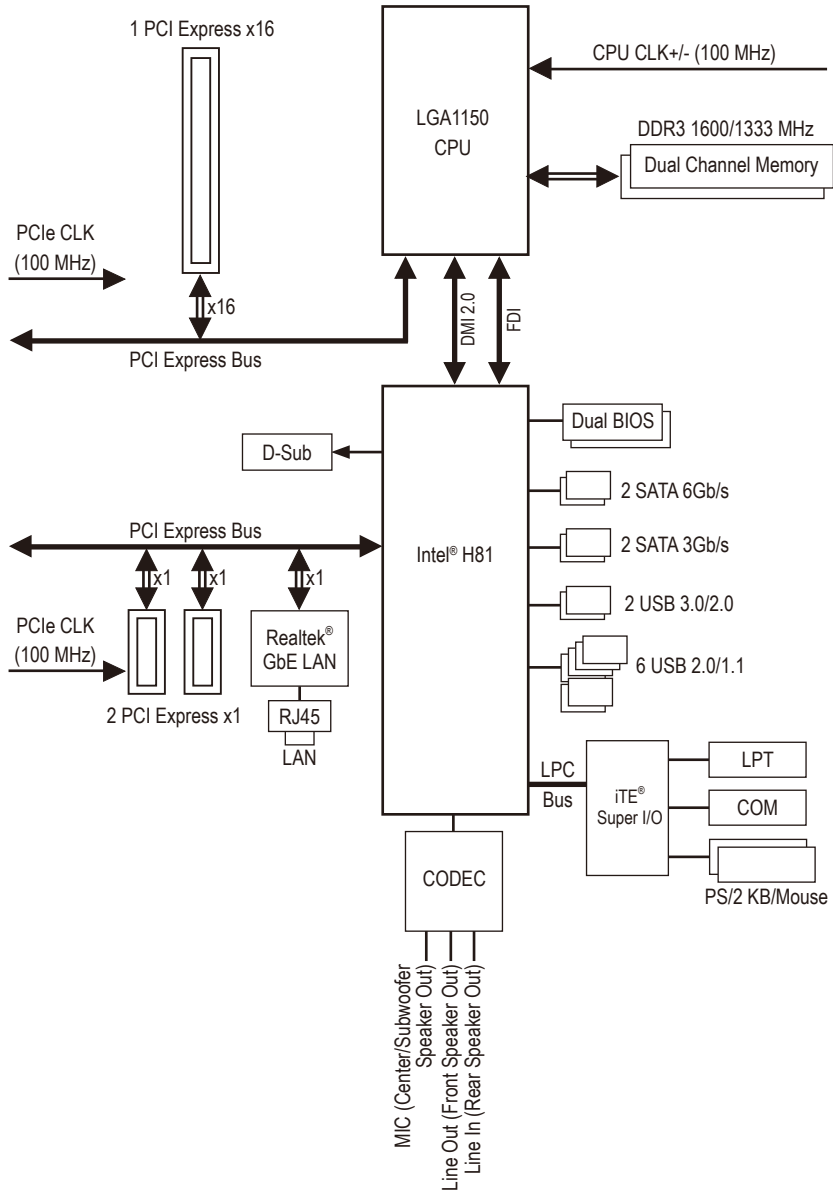 1 PCI Express x16
CPU CLK+/- (100 MHz)
LGA1150
CPU
DDR3 1600/1333 MHz
Dual Channel Memory
PCIe CLK
(100 MHz)
x16
PCI Express Bus
DMI 2.0
FDI
Dual BIOS
D-Sub
2 SATA 6Gb/s
PCI Express Bus
Intel® H81
2 SATA 3Gb/s
x1
x1
x1
2 USB 3.0/2.0
PCIe CLK
(100 MHz)
Realtek®
GbE LAN
6 USB 2.0/1.1
2 PCI Express x1
RJ45
LAN
LPC
Bus
iTE®
Super I/O
LPT
COM
PS/2 KB/Mouse
CODEC
MIC (Center/Subwoofer
Speaker Out)
Line Out (Front Speaker Out)
Line In (Rear Speaker Out)